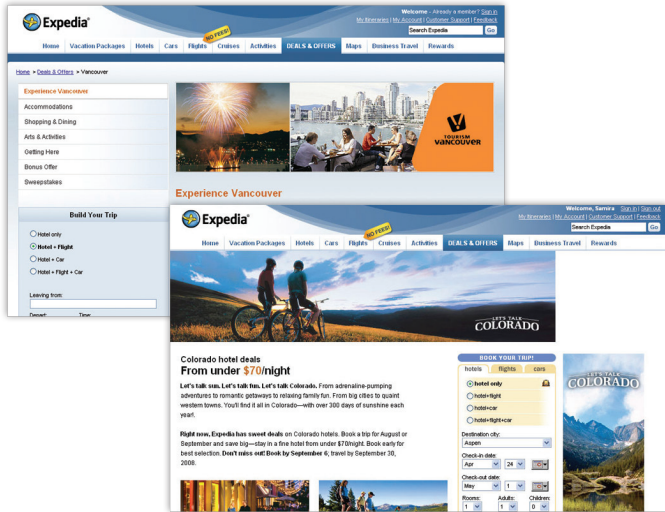 Expedia®
Welcome - Already a member? Sign in
My Itineraries | My Account | Customer Support | Feedback
Search Expedia Go
NO FEES!
Home Vacation Packages Hotels Cars Flights Cruises Activities DEALS & OFFERS Maps Business Travel Rewards
Home » Deals & Offers » Vancouver
Experience Vancouver
Accommodations
Shopping & Dining
Arts & Activities
Getting Here
Bonus Offer
Sweepstakes
TOURISM
VANCOUVER
Experience Vancouver
Build Your Trip
Hotel only
Hotel + Flight
Hotel + Car
Hotel + Flight + Car
Leaving from:
Depart: Time:
Expedia®
Welcome, Samira Sign in | Sign out
My Itineraries | My Account | Customer Support | Feedback
Search Expedia Go
NO FEES!
Home Vacation Packages Hotels Cars Flights Cruises Activities DEALS & OFFERS Maps Business Travel Rewards
LET'S TALK
COLORADO
Colorado hotel deals
From under $70/night
Let's talk sun. Let's talk fun. Let's talk Colorado. From adrenaline-pumping
adventures to romantic getaways to relaxing family fun. From big cities to quaint
western towns. You'll find it all in Colorado—with over 300 days of sunshine each
year!
Right now, Expedia has sweet deals on Colorado hotels. Book a trip for August or
September and save big—stay in a fine hotel from under $70/night. Book early for
best selection. Don't miss out! Book by September 6; travel by September 30,
2008.
BOOK YOUR TRIP!
hotels flights cars
hotel only
hotel+flight
hotel+car
hotel+flight+car
Destination city:
Aspen
Check-in date:
Apr 24
Check-out date:
May 1
Rooms: Adults: Children:
1 1 0
LET'S TALK
COLORADO